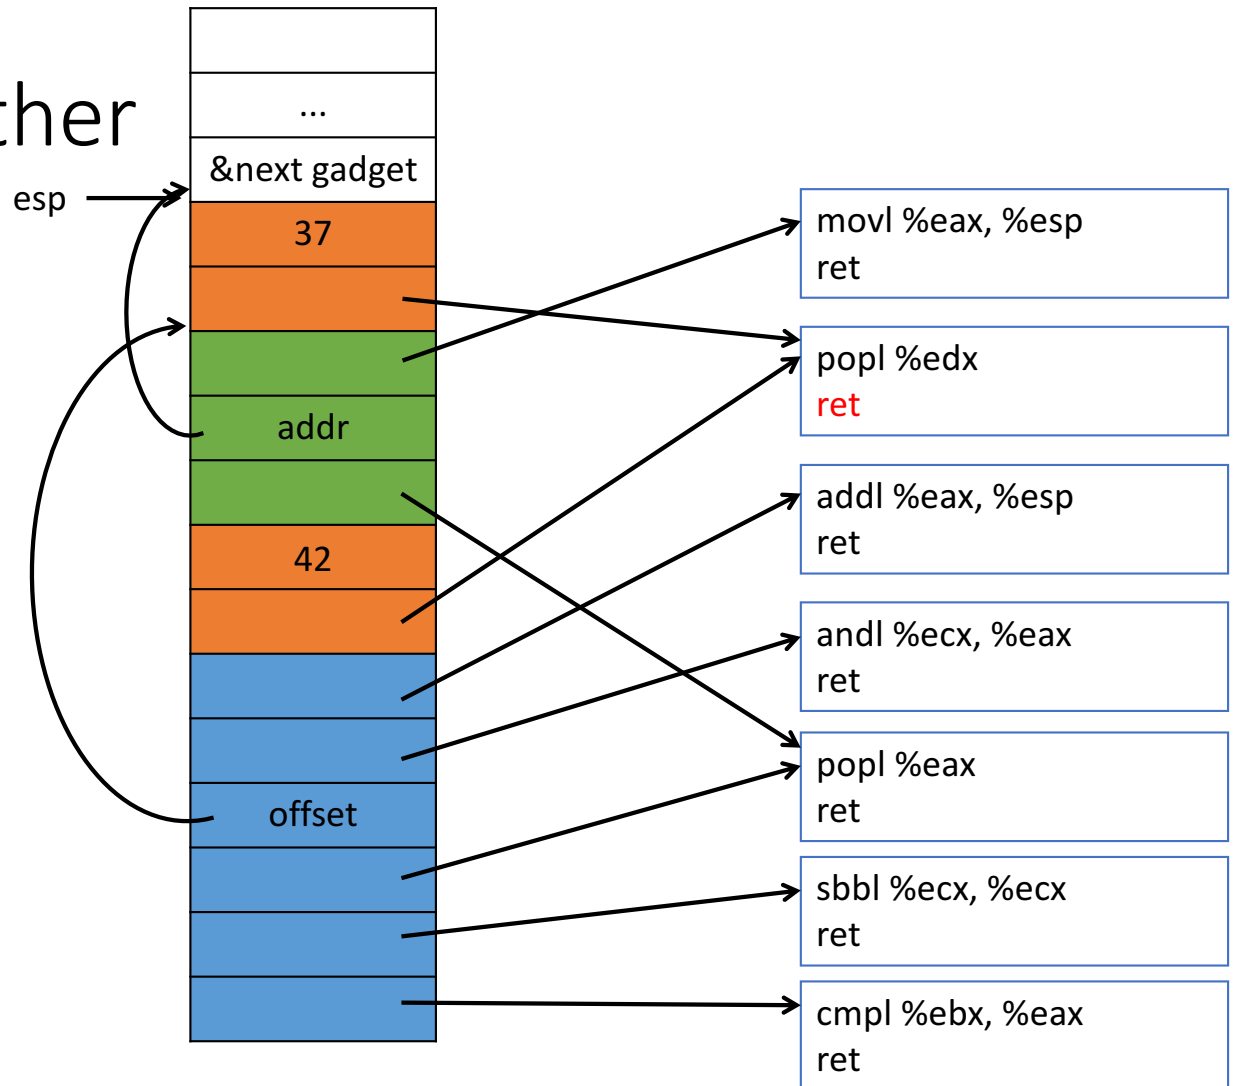 ther
...
&next gadget
esp
37
addr
42
offset
movl %eax, %esp
ret
popl %edx
ret
addl %eax, %esp
ret
andl %ecx, %eax
ret
popl %eax
ret
sbbl %ecx, %ecx
ret
cmpl %ebx, %eax
ret